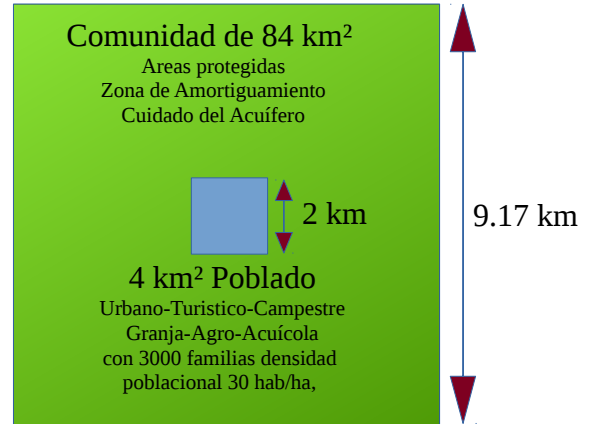 Comunidad de 84 km²
Areas protegidas
Zona de Amortiguamiento
Cuidado del Acuífero
2 km
9.17 km
4 km² Poblado
Urbano-Turistico-Campestre
Granja-Agro-Acuícola
con 3000 familias densidad
poblacional 30 hab/ha,